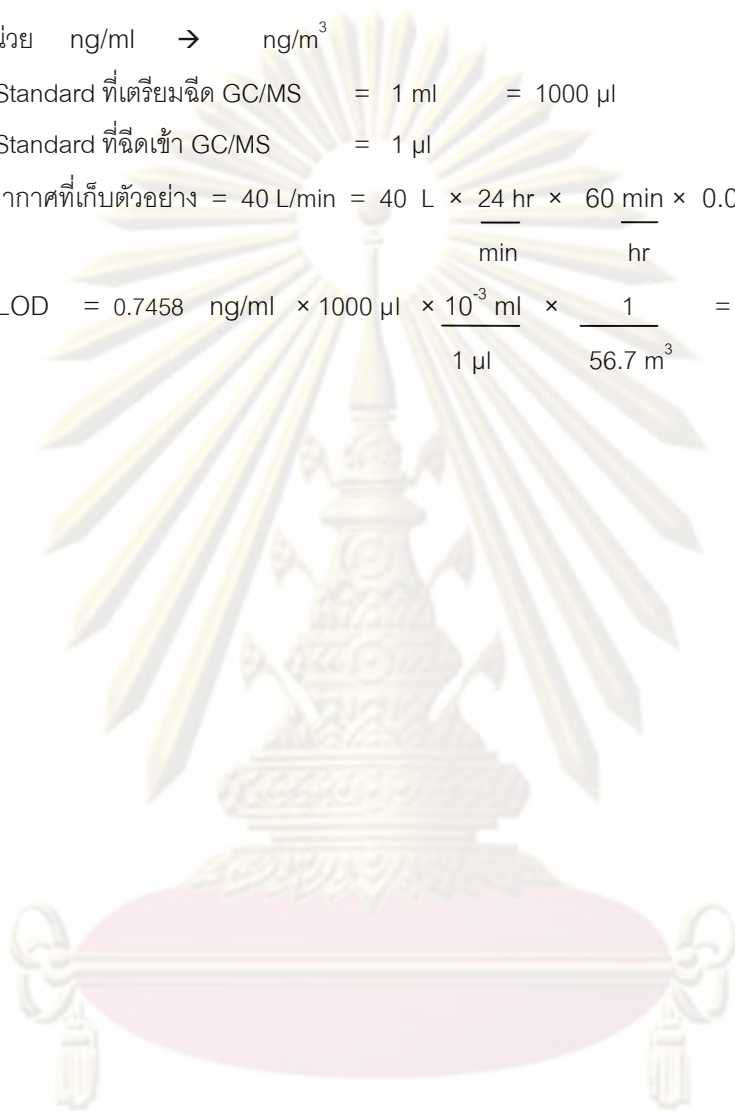 น่วย ng/ml → ng/m³
Standard ที่เตรียมฉีด GC/MS = 1 ml = 1000 µl
Standard ที่ฉีดเข้า GC/MS = 1 µl
ากาศที่เก็บตัวอย่าง = 40 L/min = 40 L × 24 hr × 60 min × 0.0
min hr
LOD = 0.7458 ng/ml × 1000 µl × 10⁻³ ml × 1 =
1 µl 56.7 m³